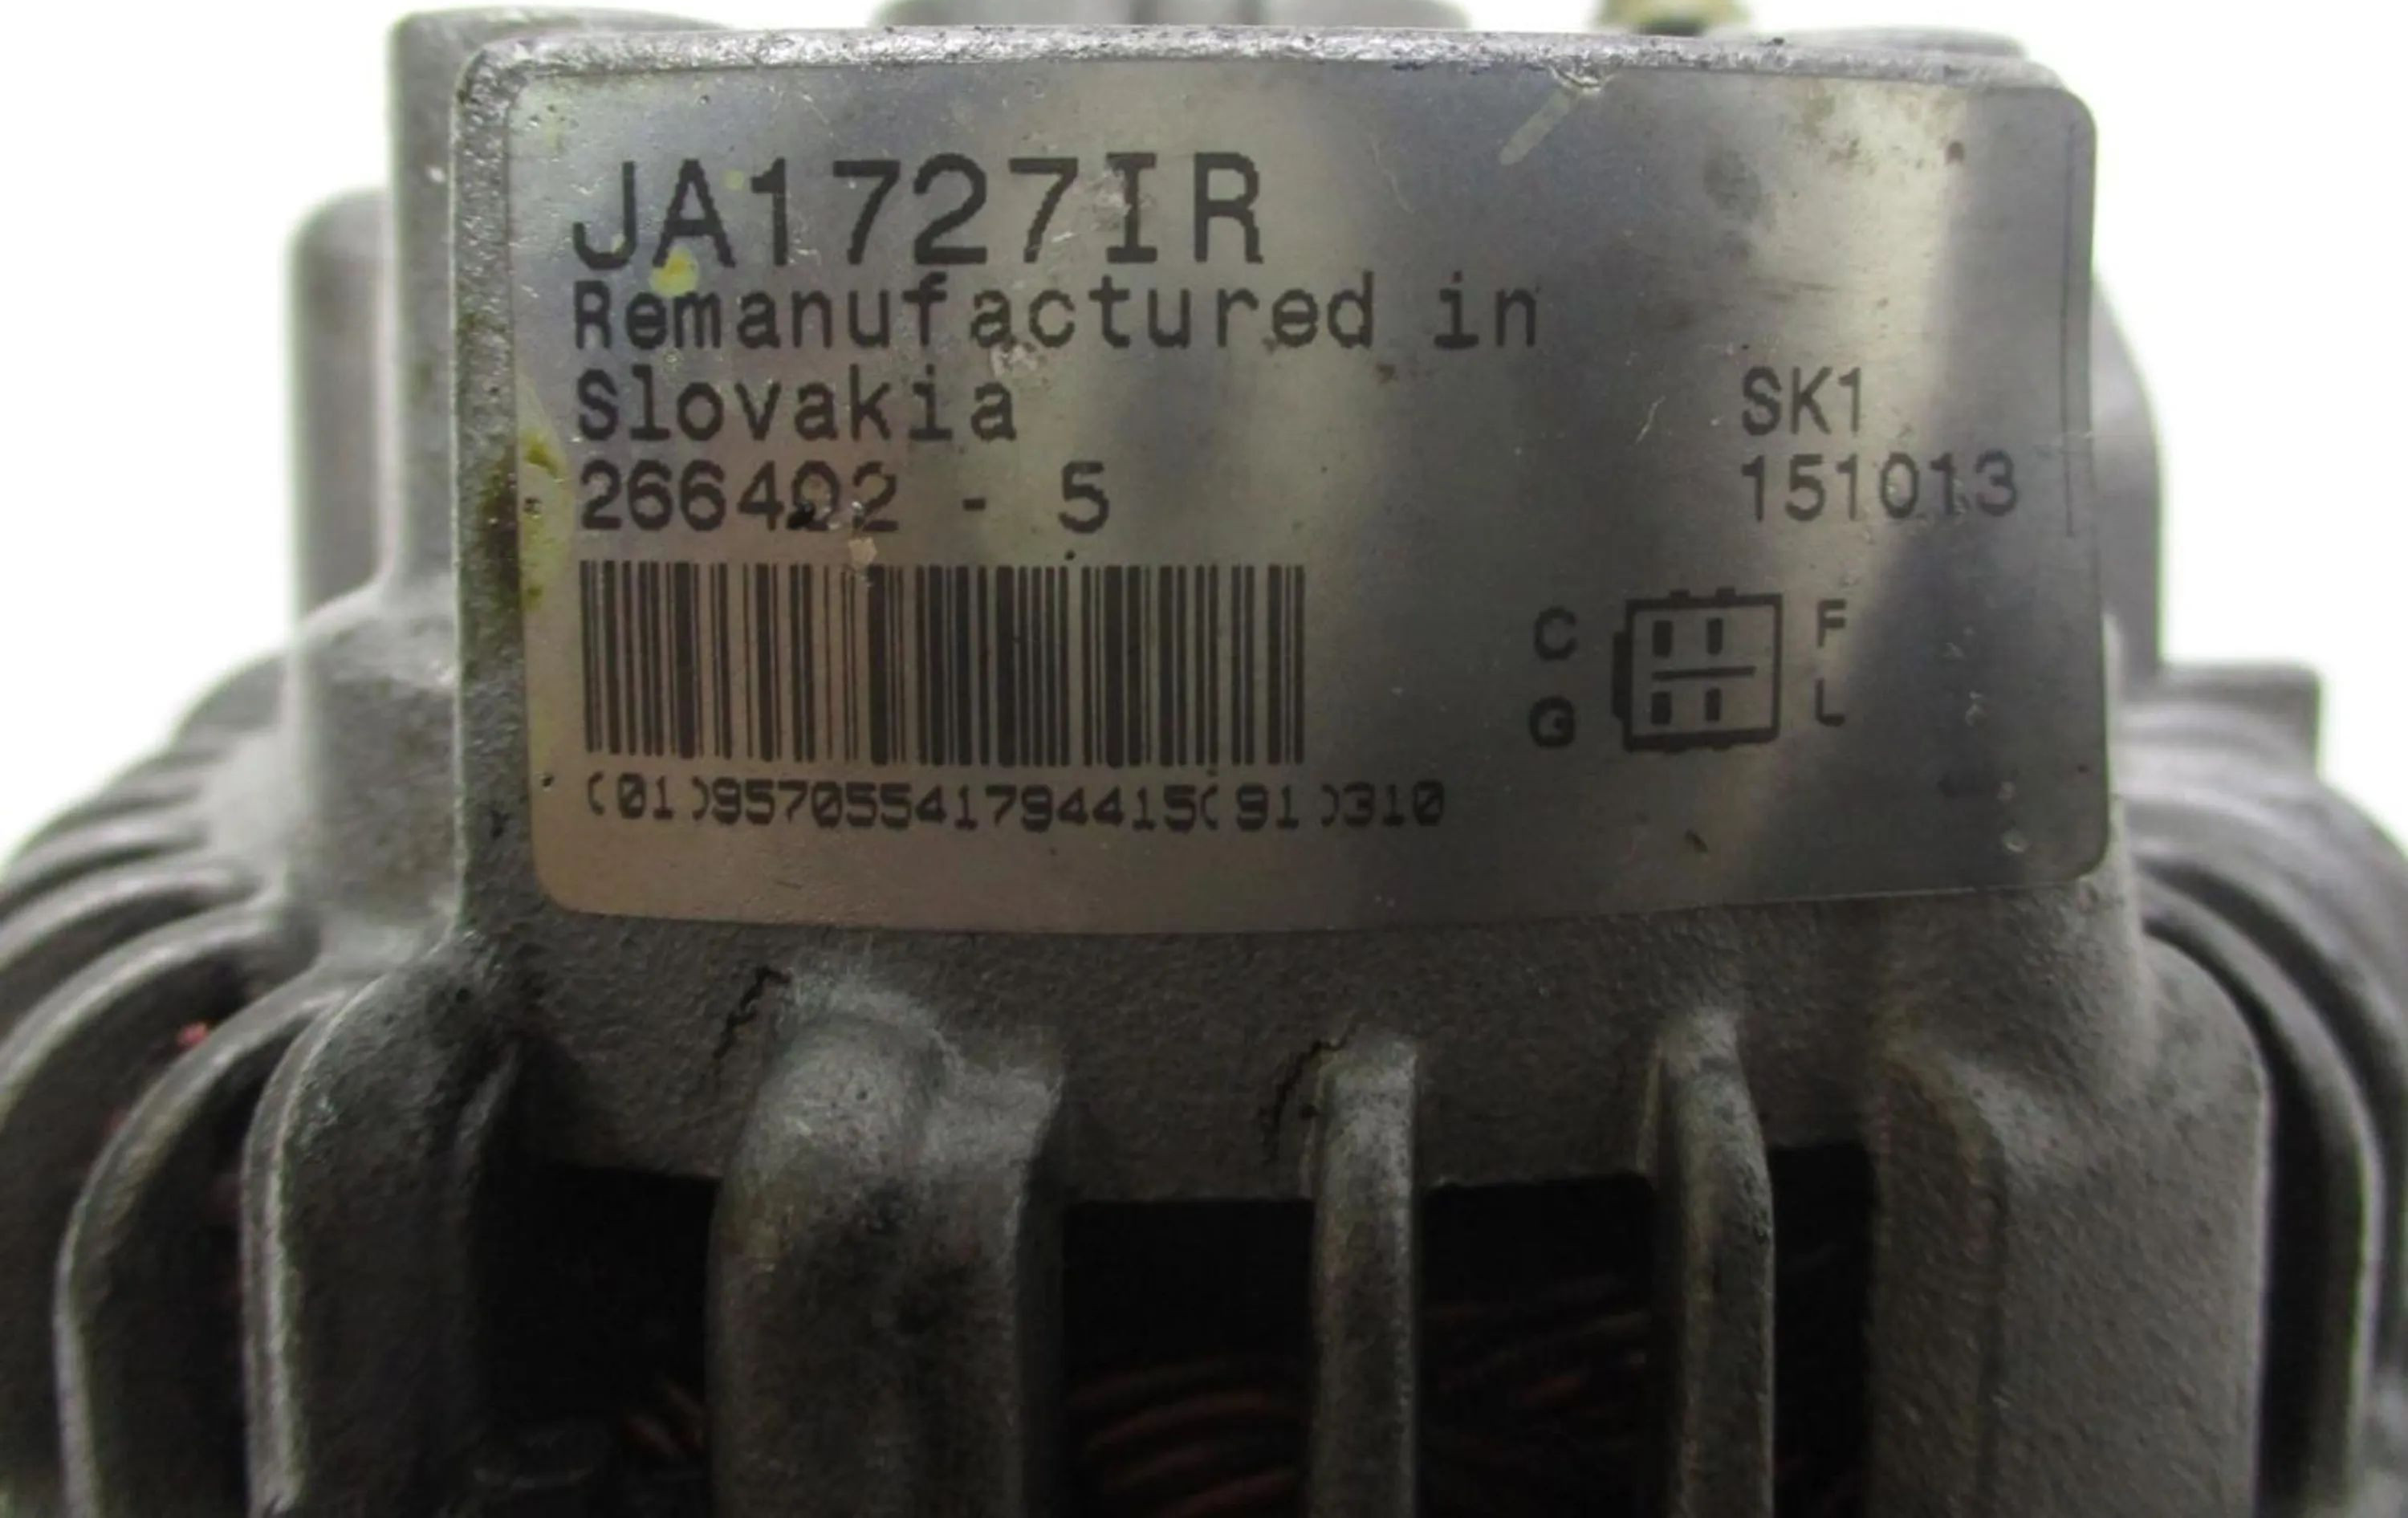 JA1727IR
Remanufactured in
Slovakia
SK1
266402 - 5
151013
C F
G L
(01)95705541794415(91)310